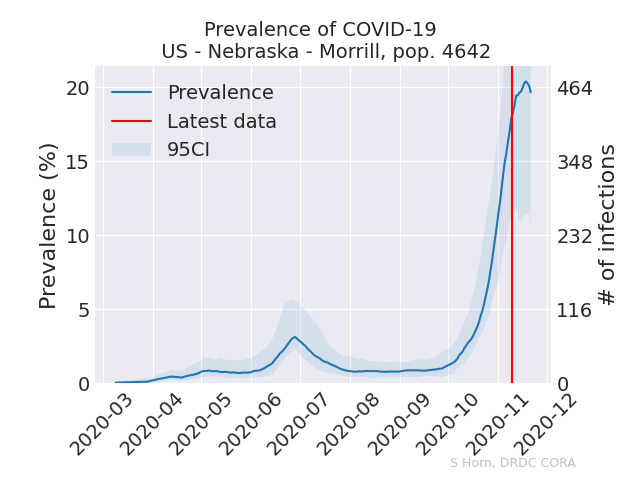 Prevalence of COVID-19
US - Nebraska - Morrill, pop. 4642
Prevalence
Latest data
95CI
Prevalence (%)
20
15
10
5
0
# of infections
464
348
232
116
0
2020-03
2020-04
2020-05
2020-06
2020-07
2020-08
2020-09
2020-10
2020-11
2020-12
S Horn, DRDC CORA